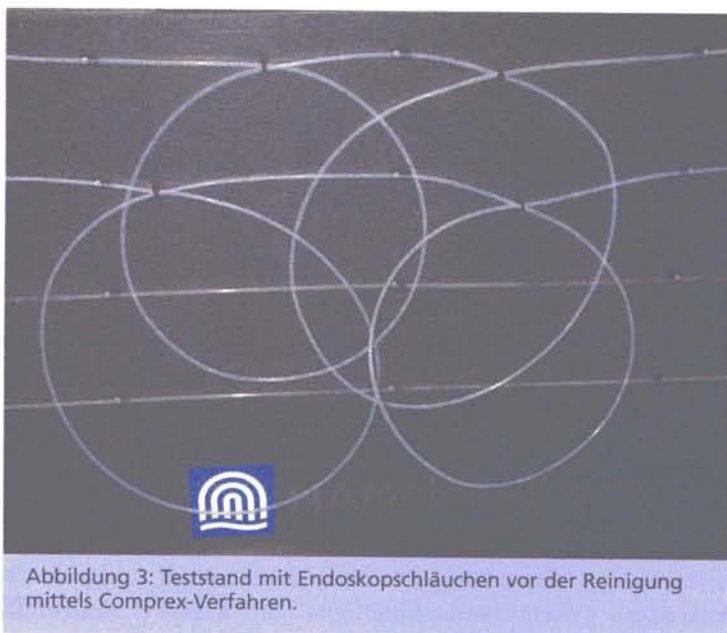 Abbildung 3: Teststand mit Endoskopschläuchen vor der Reinigung
mittels Comprex-Verfahren.